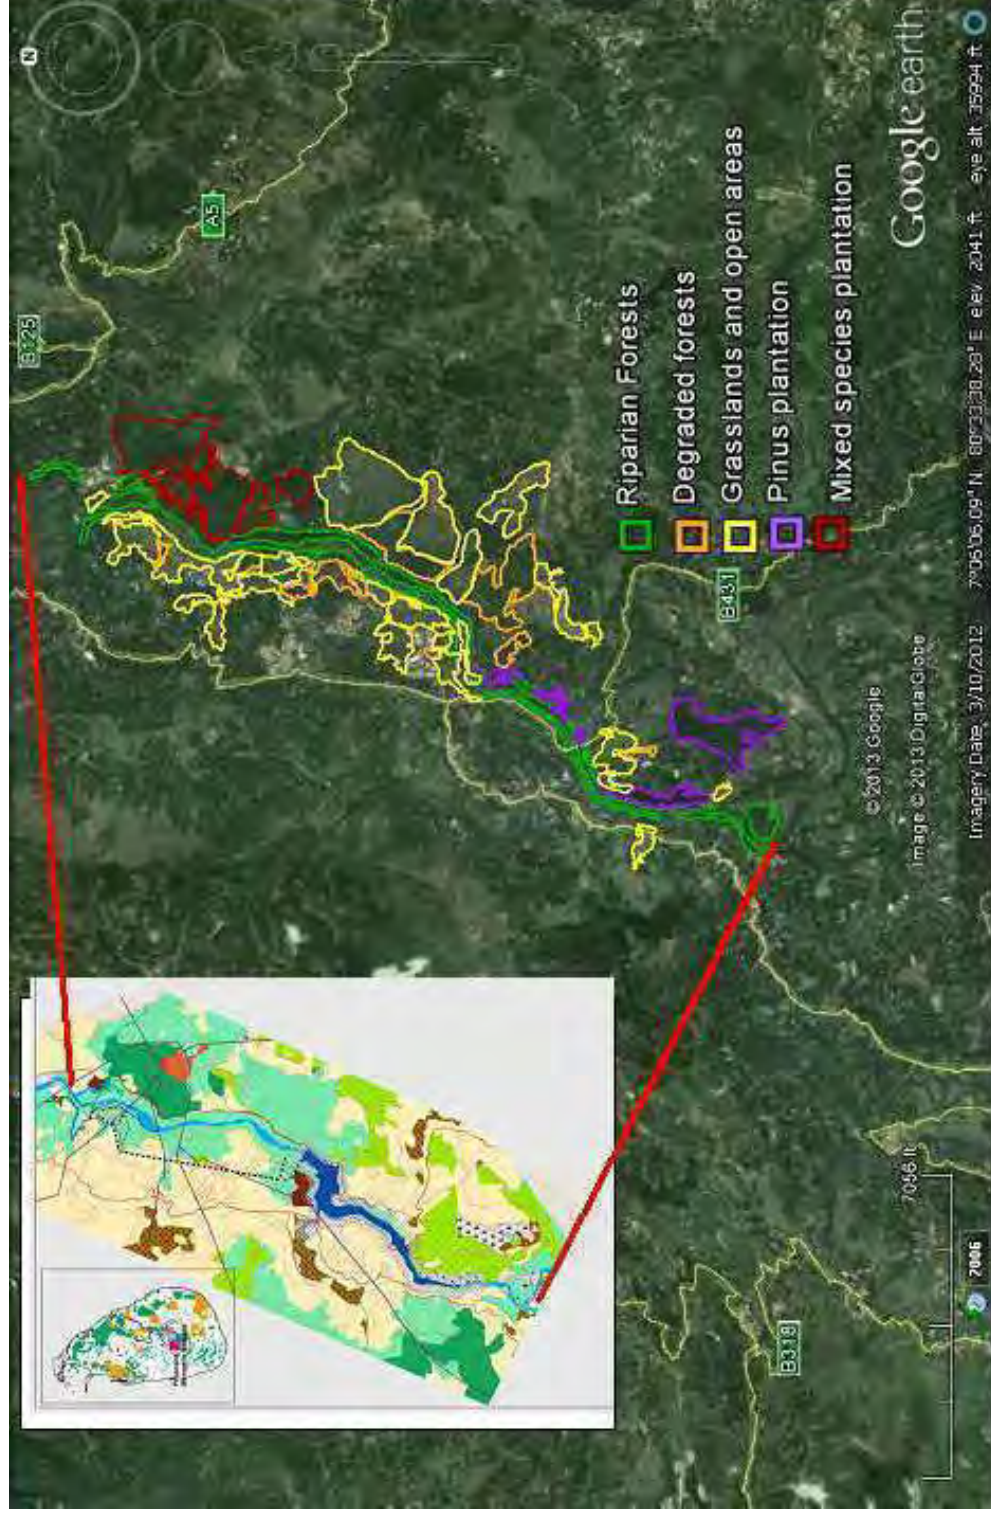 N
B225
A5
Riparian Forests
Degraded forests
Grasslands and open areas
Pinus plantation
Mixed species plantation
B431
B319
© 2013 Google
Image © 2013 DigitalGlobe
Google earth
7056 ft
2006
Imagery Date: 3/10/2012 7°06'06.09" N 80°33'38.28" E elev 2041 ft eye alt 35994 ft